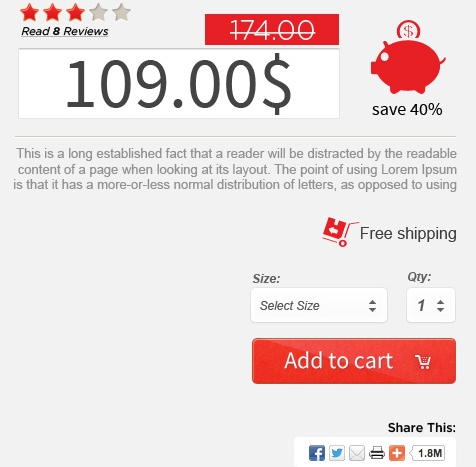 174.00
Read 8 Reviews
109.00$
$
save 40%
This is a long established fact that a reader will be distracted by the readable
content of a page when looking at its layout. The point of using Lorem Ipsum
is that it has a more-or-less normal distribution of letters, as opposed to using
Free shipping
Size: Qty:
Select Size 1
Add to cart
Share This:
f 1.8M